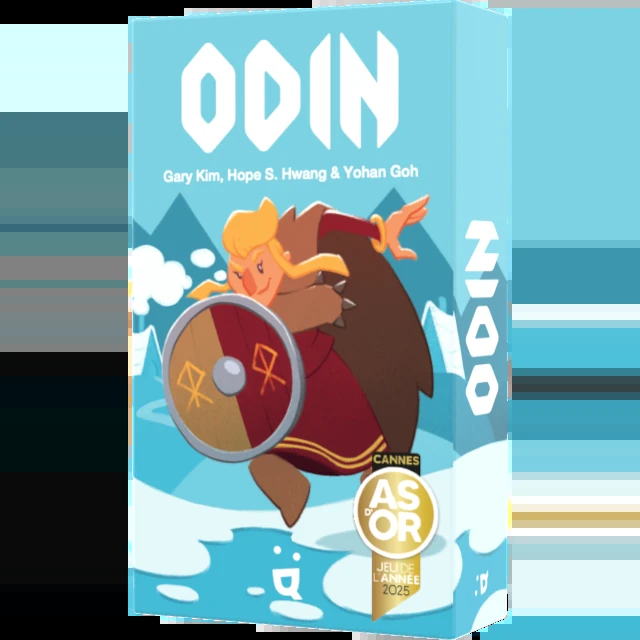 ODIN
Gary Kim, Hope S. Hwang & Yohan Goh
ODIN
CANNES
AS
D'OR
JEU DE
L'ANNÉE
2025